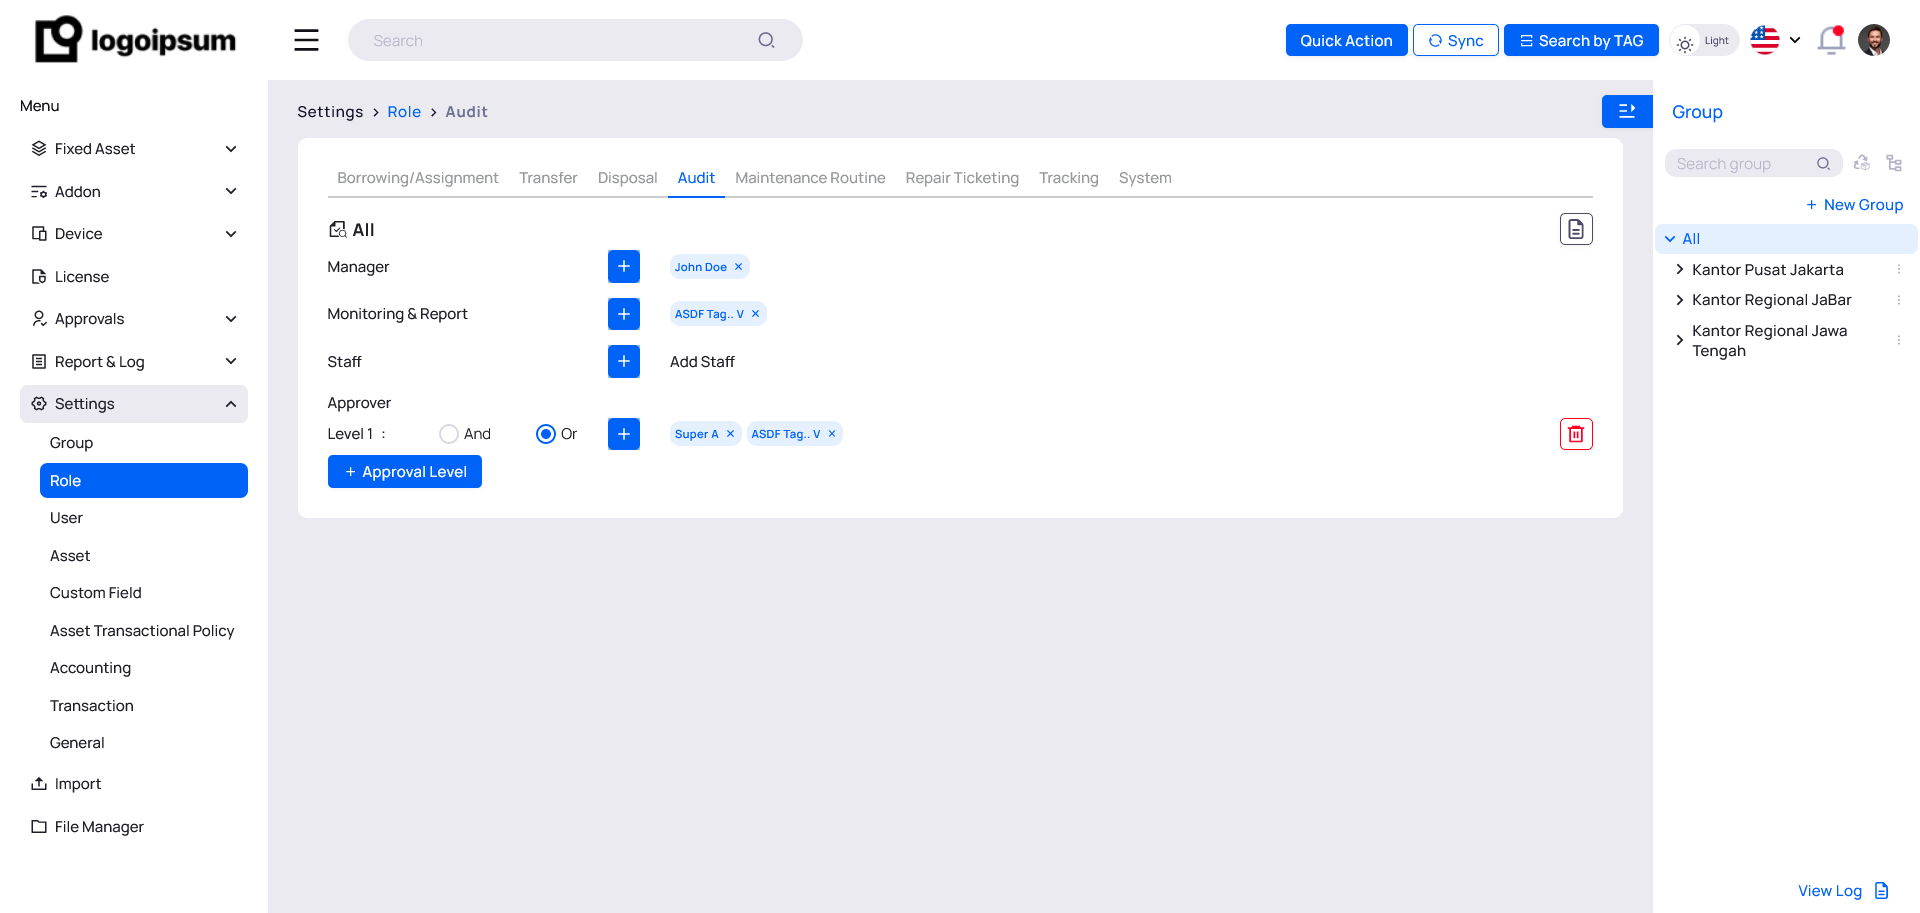 logoipsum
Search
Quick Action
Sync
Search by TAG
Light
Menu
Fixed Asset
Addon
Device
License
Approvals
Report & Log
Settings
Group
Role
User
Asset
Custom Field
Asset Transactional Policy
Accounting
Transaction
General
Import
File Manager
Settings > Role > Audit
Borrowing/Assignment Transfer Disposal Audit Maintenance Routine Repair Ticketing Tracking System
All
Manager + John Doe ×
Monitoring & Report + ASDF Tag.. V ×
Staff + Add Staff
Approver
Level 1 : And Or + Super A × ASDF Tag.. V ×
+ Approval Level
Group
Search group
+ New Group
All
Kantor Pusat Jakarta
Kantor Regional JaBar
Kantor Regional Jawa
Tengah
View Log